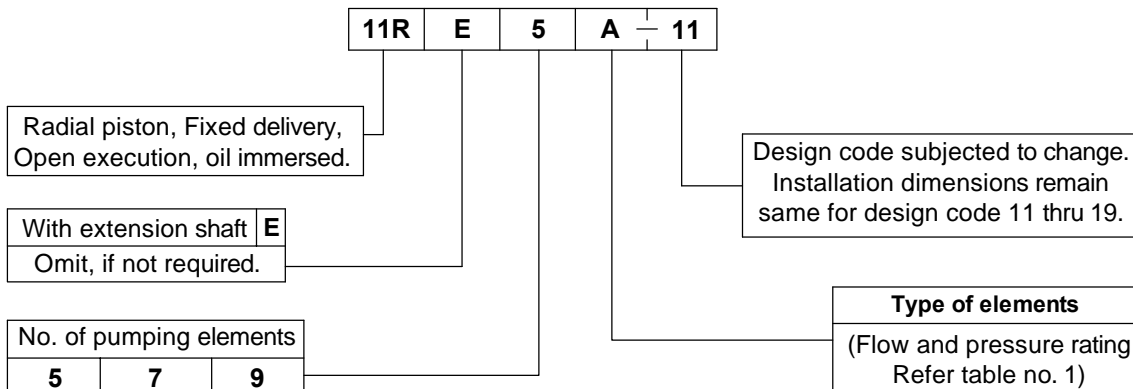 11R E 5 A – 11
Radial piston, Fixed delivery,
Open execution, oil immersed.
Design code subjected to change.
Installation dimensions remain
same for design code 11 thru 19.
With extension shaft E
Omit, if not required.
Type of elements
(Flow and pressure rating
Refer table no. 1)
No. of pumping elements
5 7 9